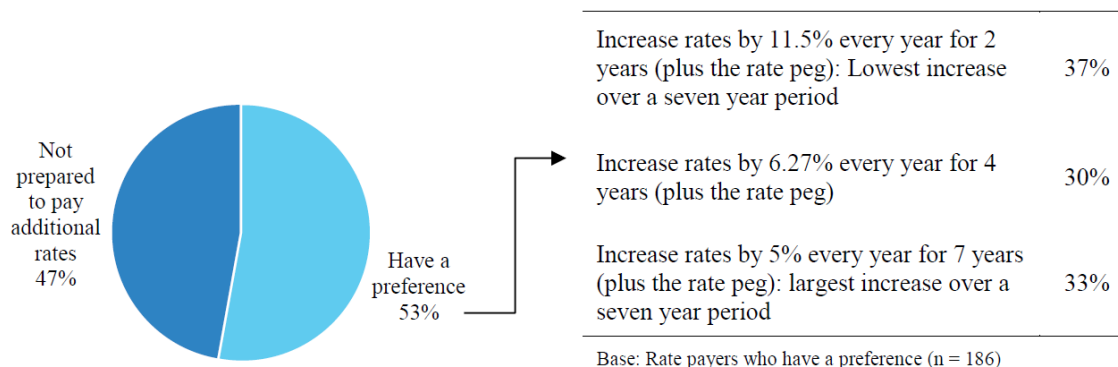 Not
prepared
to pay
additional
rates
47%
Have a
preference
53%
Increase rates by 11.5% every year for 2
years (plus the rate peg): Lowest increase
over a seven year period
37%
Increase rates by 6.27% every year for 4
years (plus the rate peg)
30%
Increase rates by 5% every year for 7 years
(plus the rate peg): largest increase over a
seven year period
33%
Base: Rate payers who have a preference (n = 186)